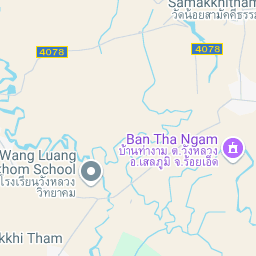 Samakkhitham
วัดน้อยสามัคคีธรรม
4078
4078
Ban Tha Ngam
บ้านท่างาม ต.วังหลวง
อ.เสลภูมิ จ.ร้อยเอ็ด
Wang Luang
thom School
โรงเรียนวังหลวง
วิทยาคม
kkhi Tham